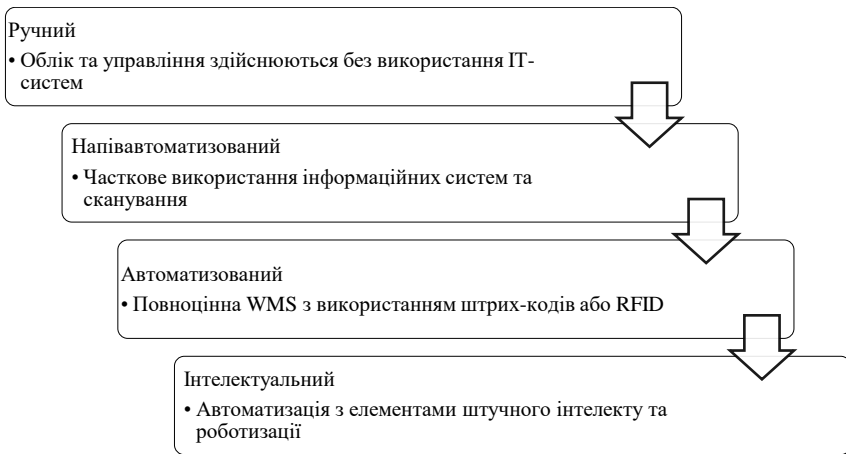 Ручний
• Облік та управління здійснюються без використання ІТ-
систем
Напівавтоматизований
• Часткове використання інформаційних систем та
сканування
Автоматизований
• Повноцінна WMS з використанням штрих-кодів або RFID
Інтелектуальний
• Автоматизація з елементами штучного інтелекту та
роботизації